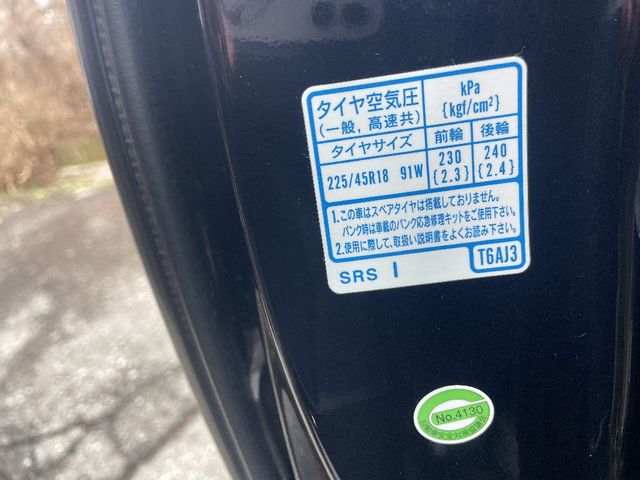 タイヤ空気圧 kPa
(一般, 高速共) {kgf/cm²}
タイヤサイズ 前輪 後輪
225/45R18 91W 230 240
{2.3} {2.4}
1.この車はスペアタイヤは搭載しておりません。
パンク時は車載のパンク応急修理キットをご使用下さい。
2.使用に際して、取扱い説明書をよくお読み下さい。
SRS I T6AJ3
No.4130